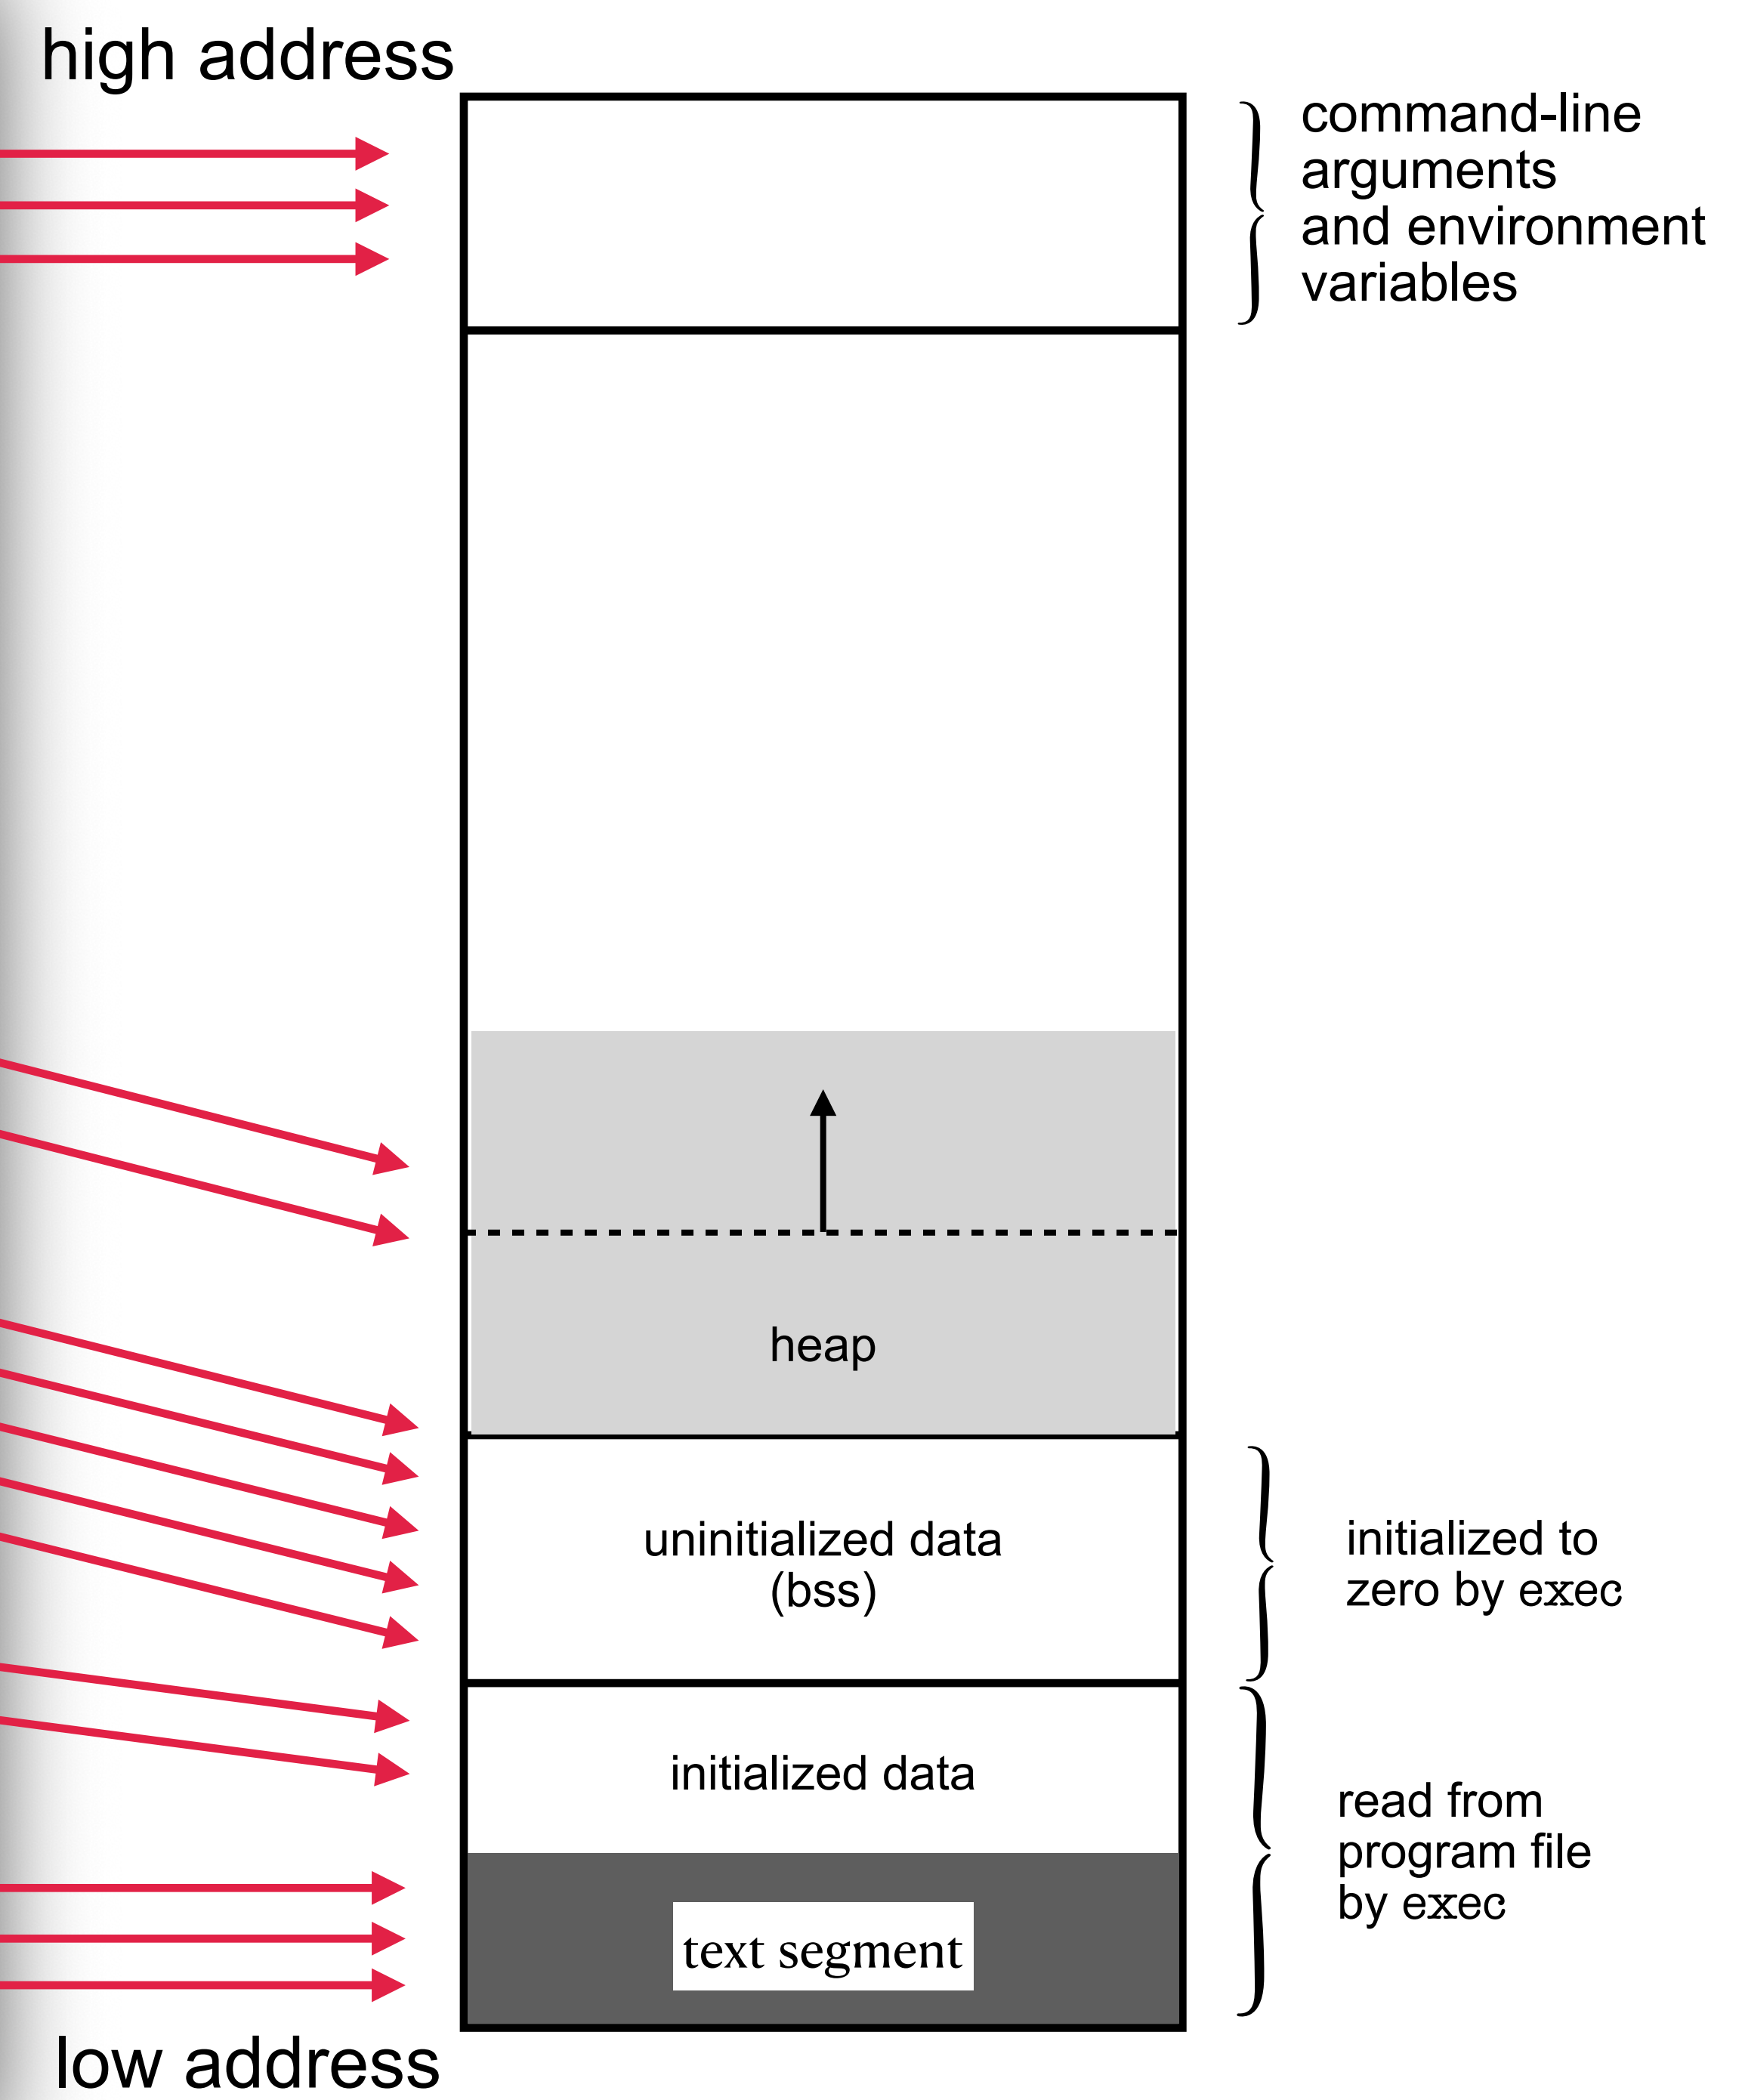 high address
command-line
arguments
and environment
variables
heap
uninitialized data
(bss)
initialized to
zero by exec
initialized data
read from
program file
by exec
text segment
low address